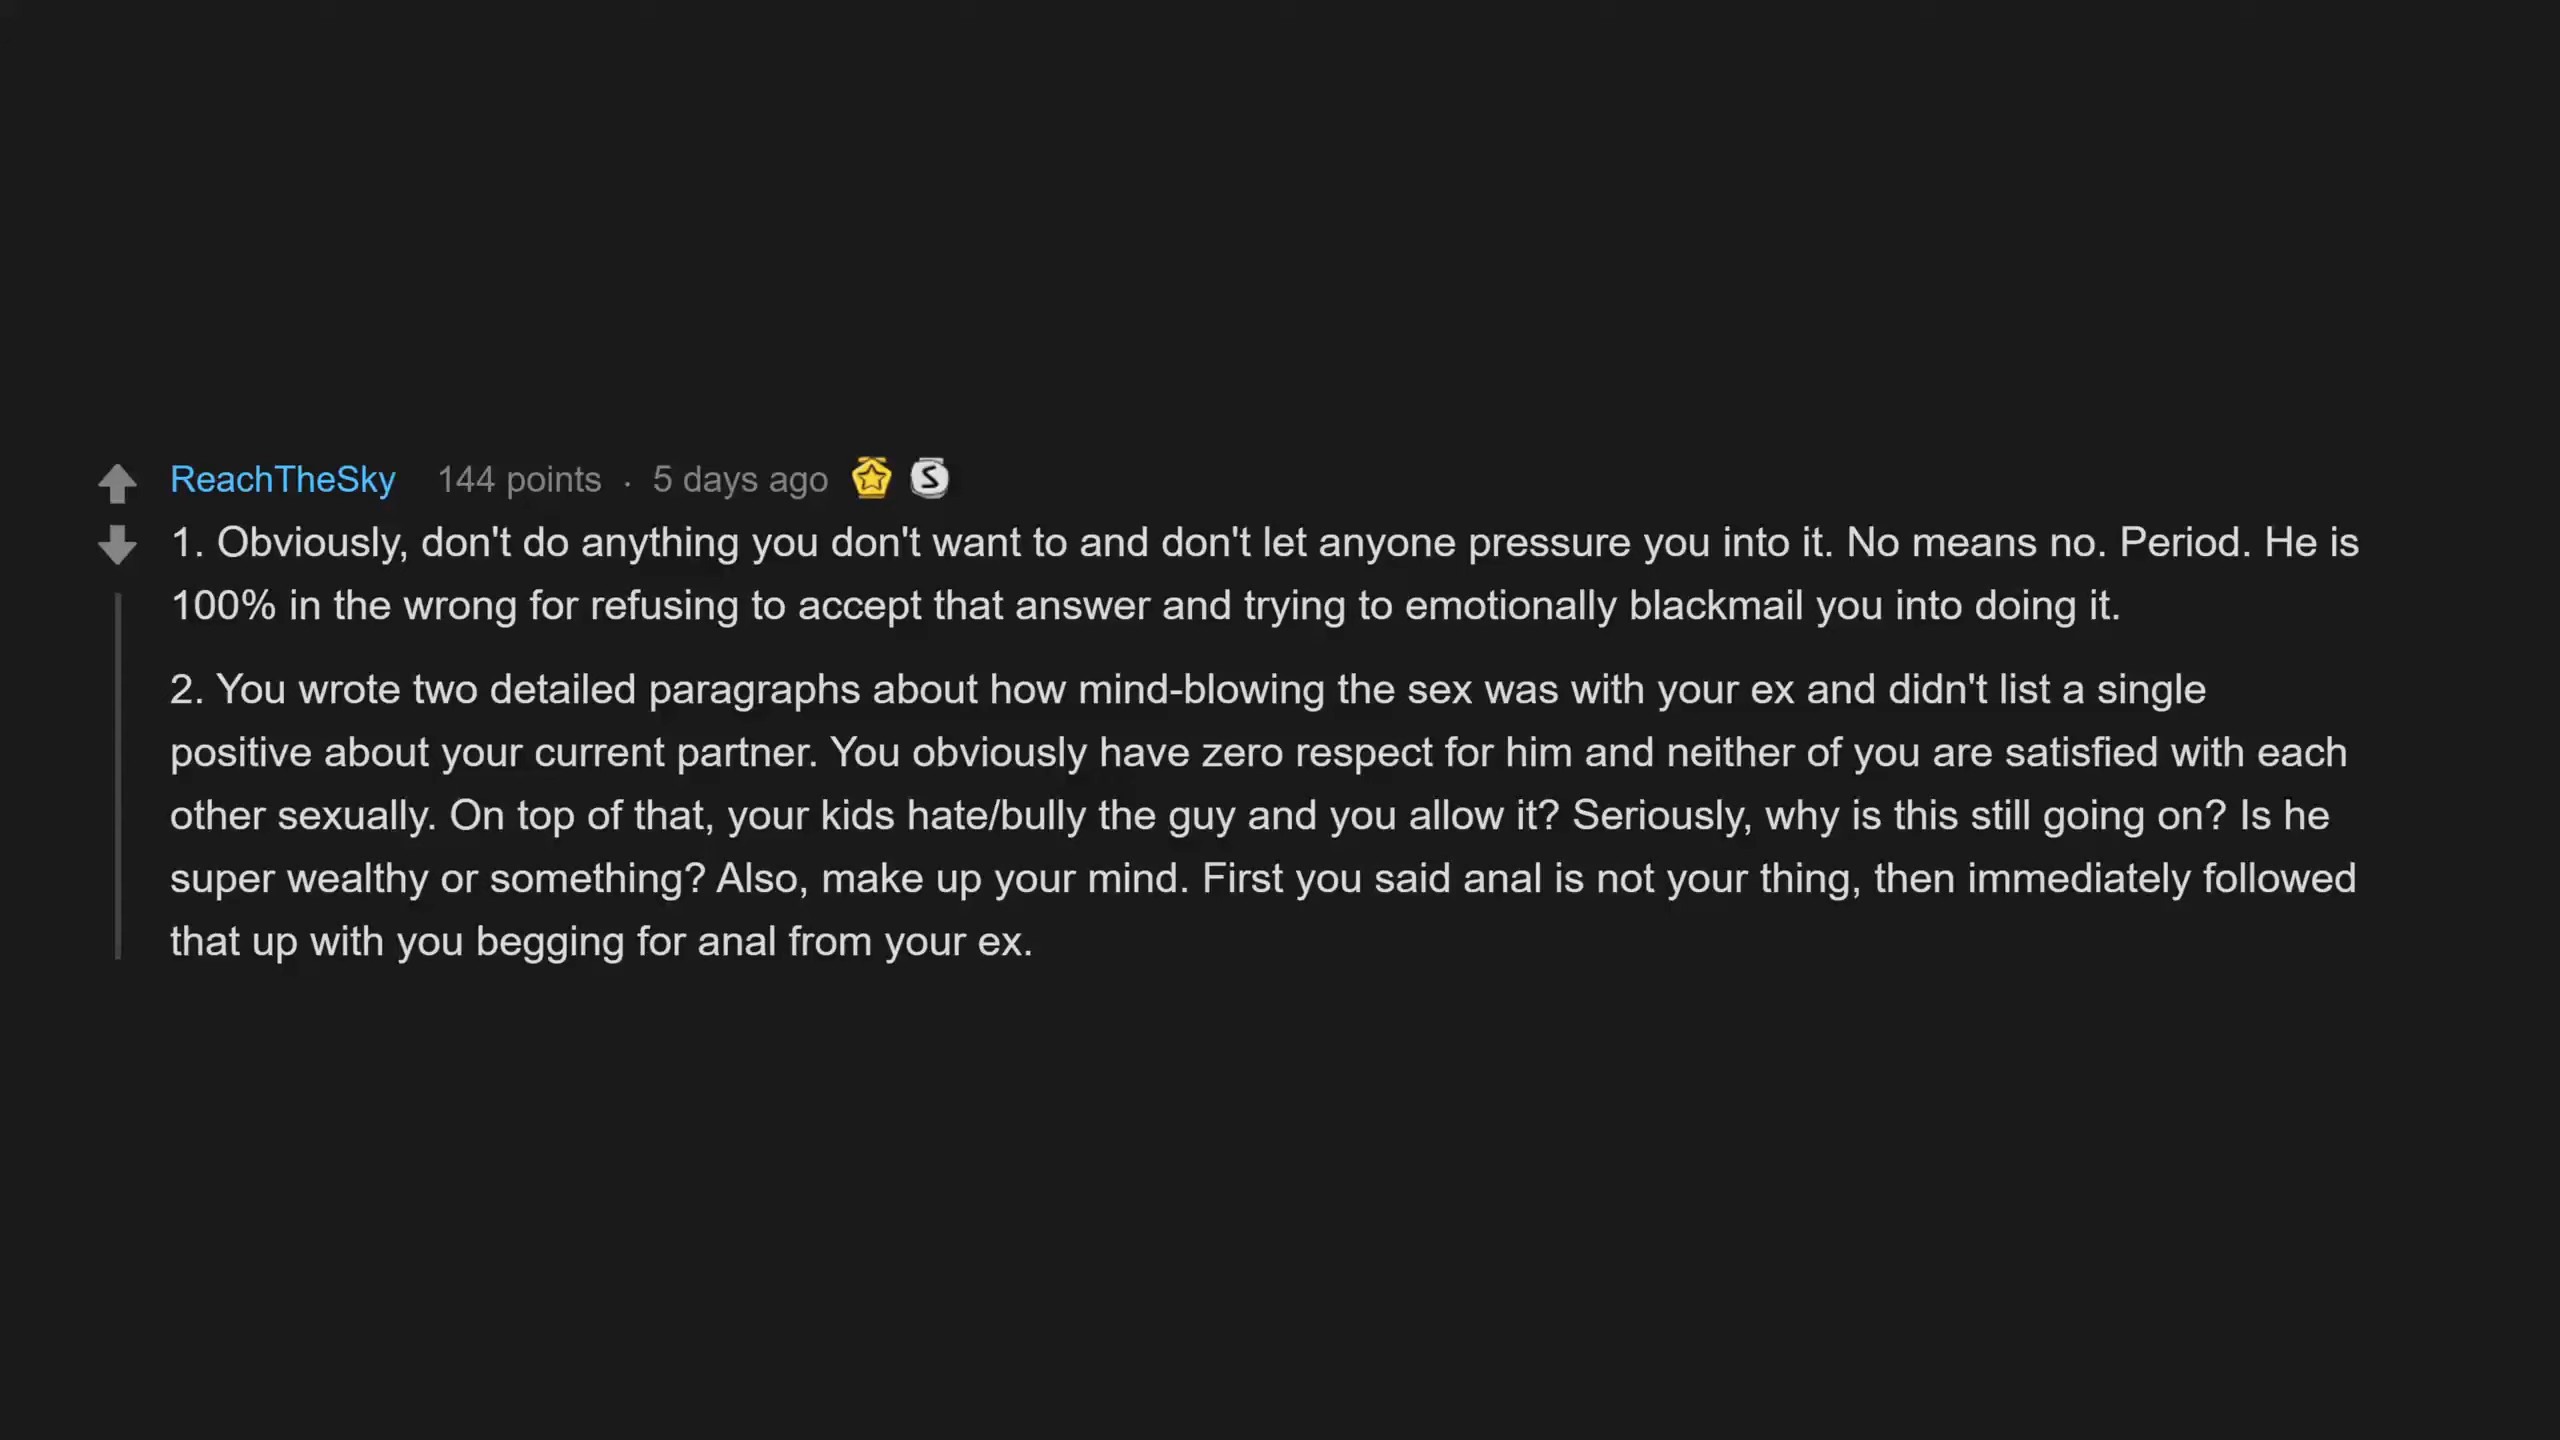 ReachTheSky 144 points · 5 days ago
1. Obviously, don't do anything you don't want to and don't let anyone pressure you into it. No means no. Period. He is
100% in the wrong for refusing to accept that answer and trying to emotionally blackmail you into doing it.
2. You wrote two detailed paragraphs about how mind-blowing the sex was with your ex and didn't list a single
positive about your current partner. You obviously have zero respect for him and neither of you are satisfied with each
other sexually. On top of that, your kids hate/bully the guy and you allow it? Seriously, why is this still going on? Is he
super wealthy or something? Also, make up your mind. First you said anal is not your thing, then immediately followed
that up with you begging for anal from your ex.